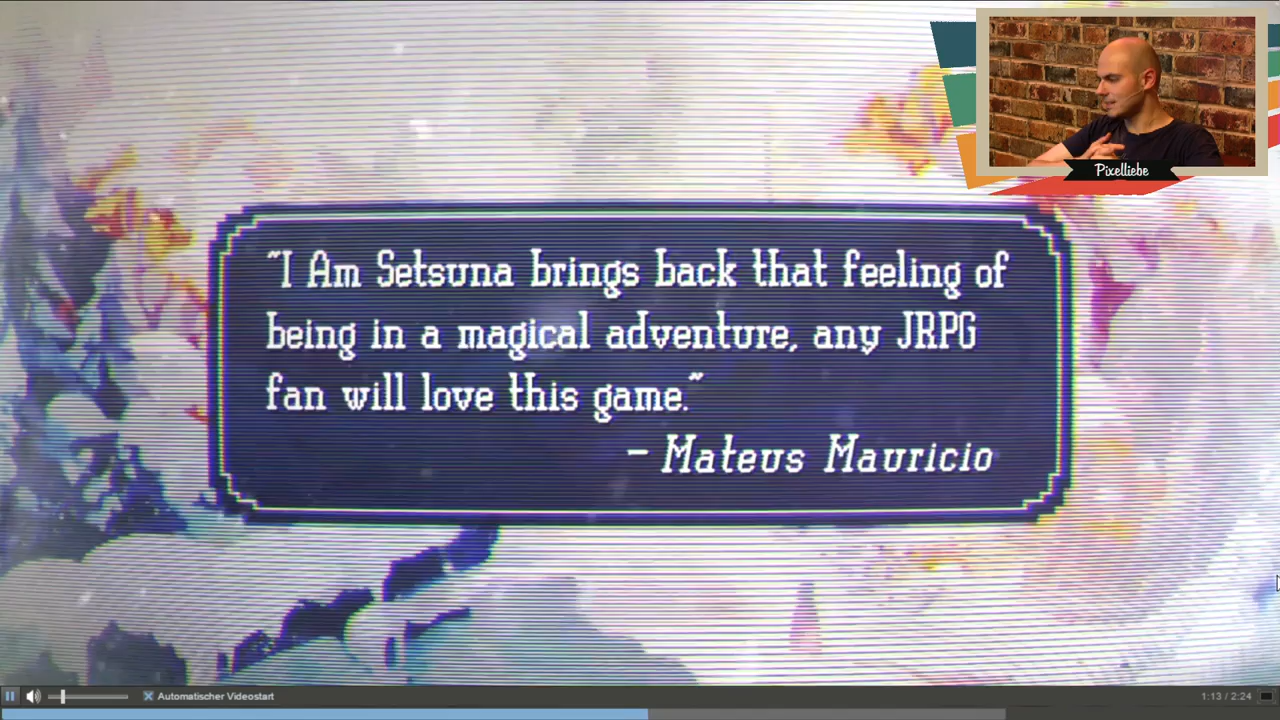 Pixelliebe
"I Am Setsuna brings back that feeling of
being in a magical adventure, any JRPG
fan will love this game."
- Mateus Mauricio
Automatischer Videostart
1:13 / 2:24